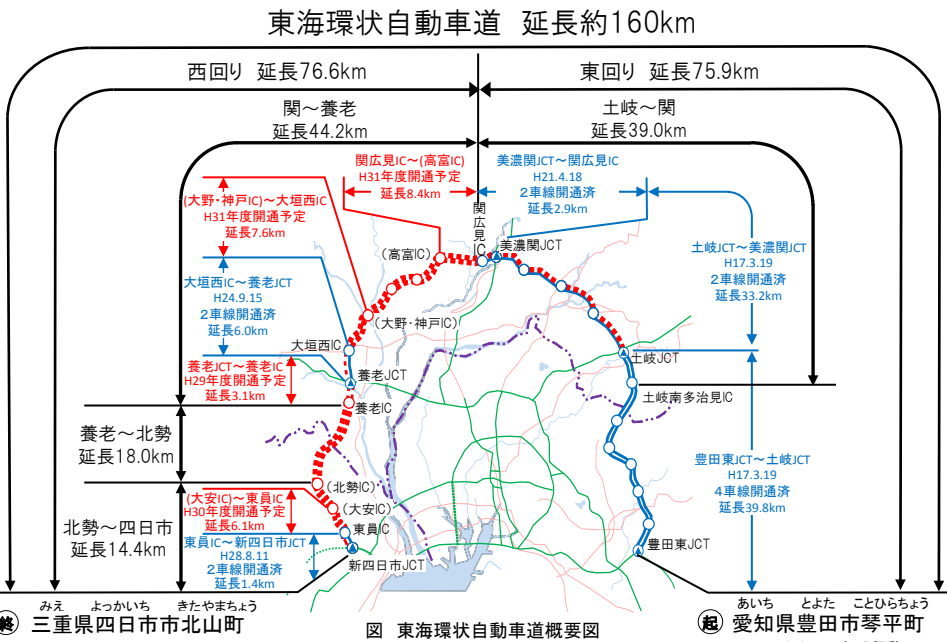 東海環状自動車道 延長約160km
西回り 延長76.6km
東回り 延長75.9km
関～養老
延長44.2km
土岐～関
延長39.0km
関広見IC～(高富IC)
H31年度開通予定
延長8.4km
美濃関JCT～関広見IC
H21.4.18
２車線開通済
延長2.9km
(大野・神戸IC)～大垣西IC
H31年度開通予定
延長7.6km
関広見IC
美濃関JCT
(高富IC)
土岐JCT～美濃関JCT
H17.3.19
２車線開通済
延長33.2km
大垣西IC～養老JCT
H24.9.15
２車線開通済
延長6.0km
(大野・神戸IC)
大垣西IC
土岐JCT
養老JCT～養老IC
H29年度開通予定
延長3.1km
養老JCT
土岐南多治見IC
養老IC
養老～北勢
延長18.0km
豊田東JCT～土岐JCT
H17.3.19
４車線開通済
延長39.8km
(北勢IC)
(大安IC)～東員IC
H30年度開通予定
延長6.1km
(大安IC)
北勢～四日市
延長14.4km
東員IC
東員IC～新四日市JCT
H28.8.11
２車線開通済
延長1.4km
新四日市JCT
豊田東JCT
みえ よっかいち きたやまちょう
終 三重県四日市市北山町
図 東海環状自動車道概要図
あいち とよた ことひらちょう
起 愛知県豊田市琴平町